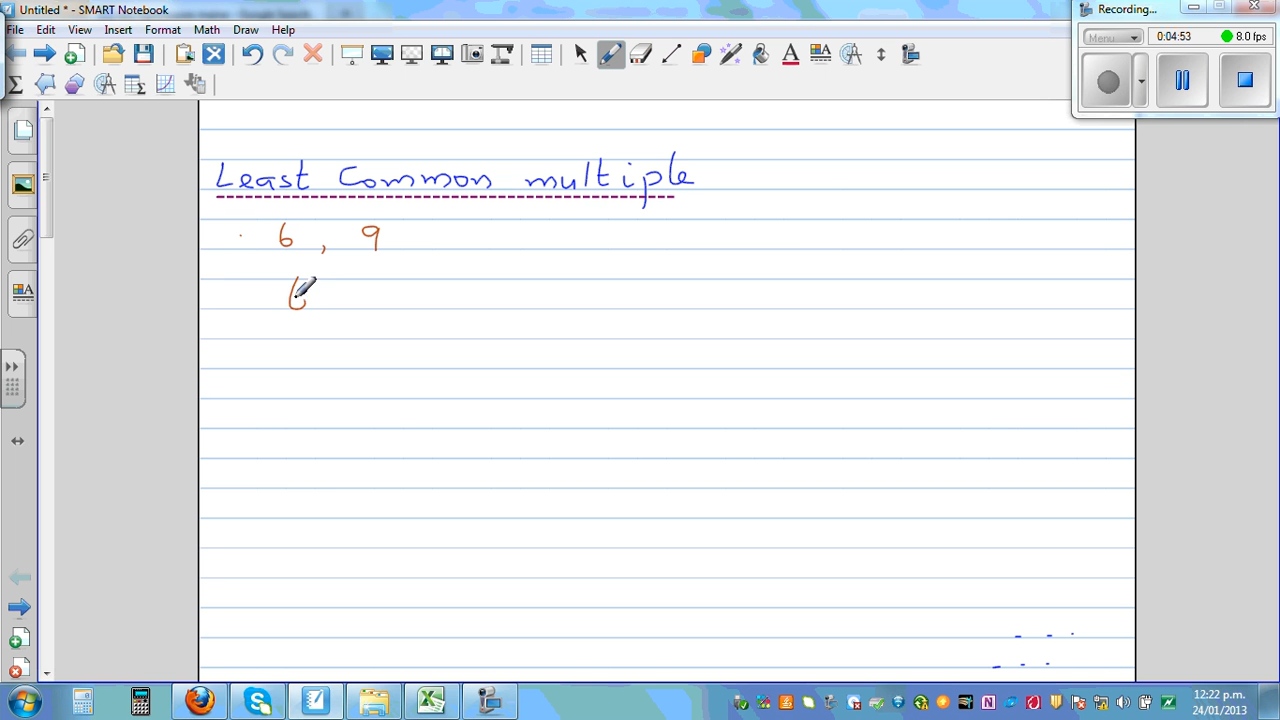 Untitled * - SMART Notebook
File Edit View Insert Format Math Draw Help
Recording...
Menu
0:04:53
8.0 fps
Least Common multiple
6 , 9
6
12:22 p.m.
24/01/2013